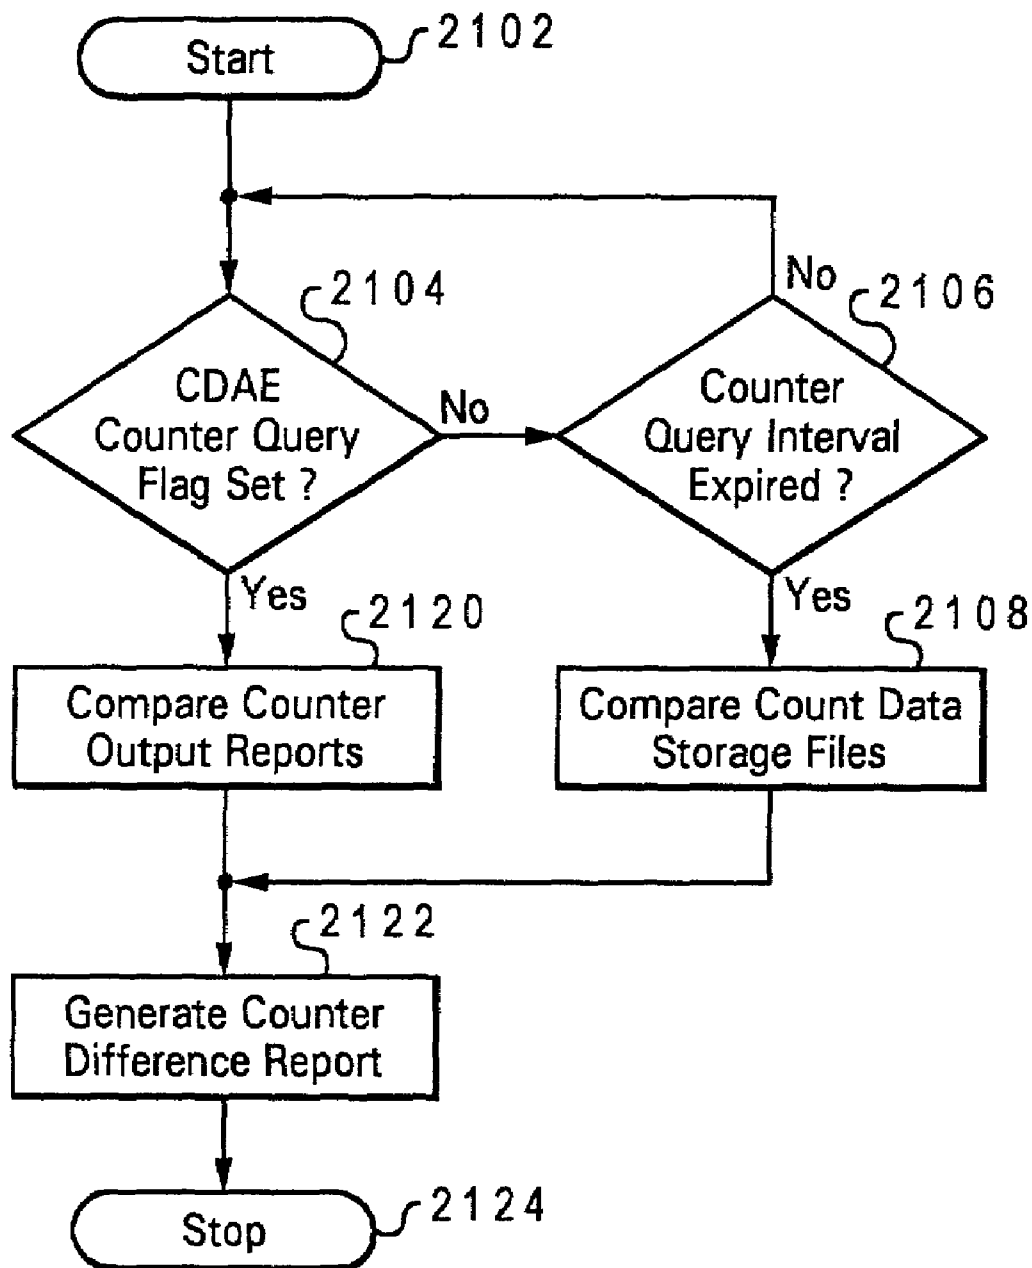 Start
2102
2104
CDAE
Counter Query
Flag Set ?
No
No
2106
Counter
Query Interval
Expired ?
Yes
2120
Compare Counter
Output Reports
Yes
2108
Compare Count Data
Storage Files
2122
Generate Counter
Difference Report
Stop
2124